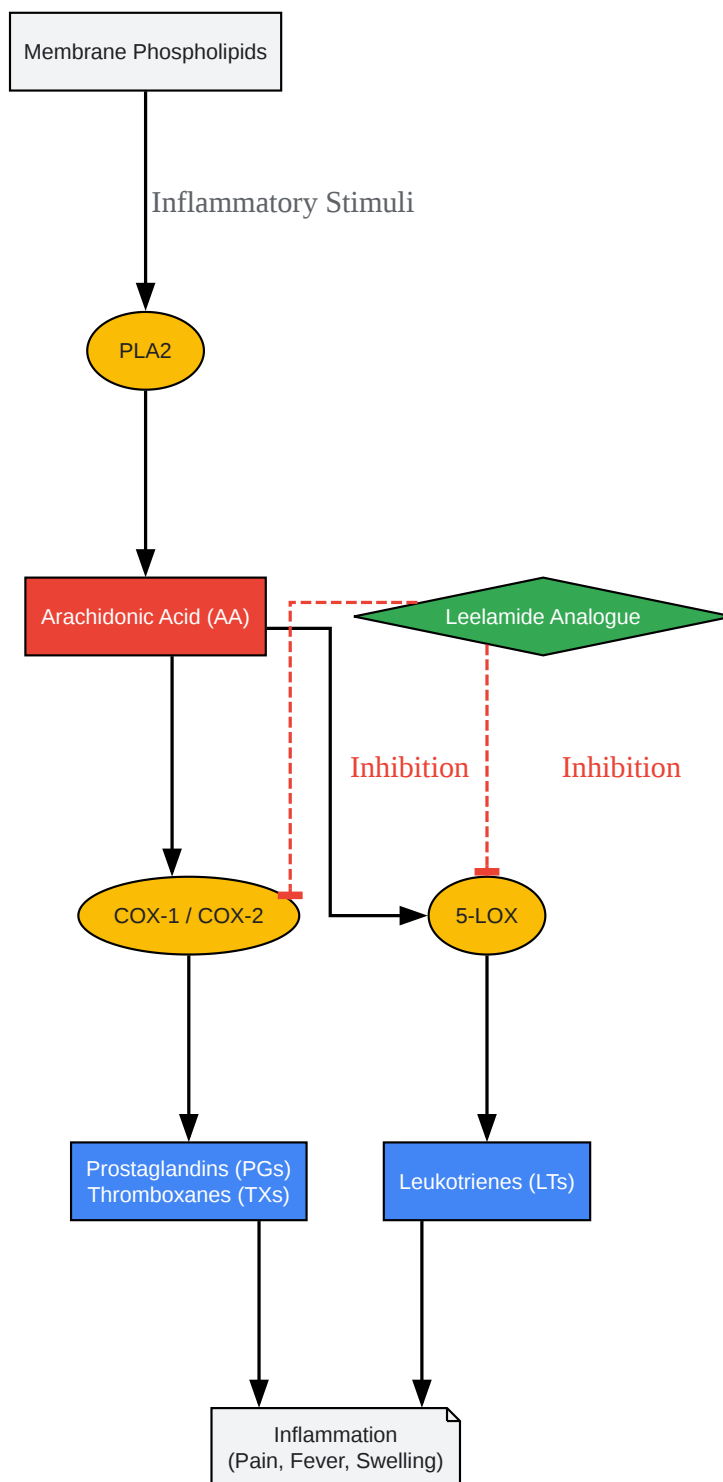 Membrane Phospholipids
Inflammatory Stimuli
PLA2
Arachidonic Acid (AA)
Leelamide Analogue
Inhibition
Inhibition
COX-1 / COX-2
5-LOX
Prostaglandins (PGs)
Thromboxanes (TXs)
Leukotrienes (LTs)
Inflammation
(Pain, Fever, Swelling)